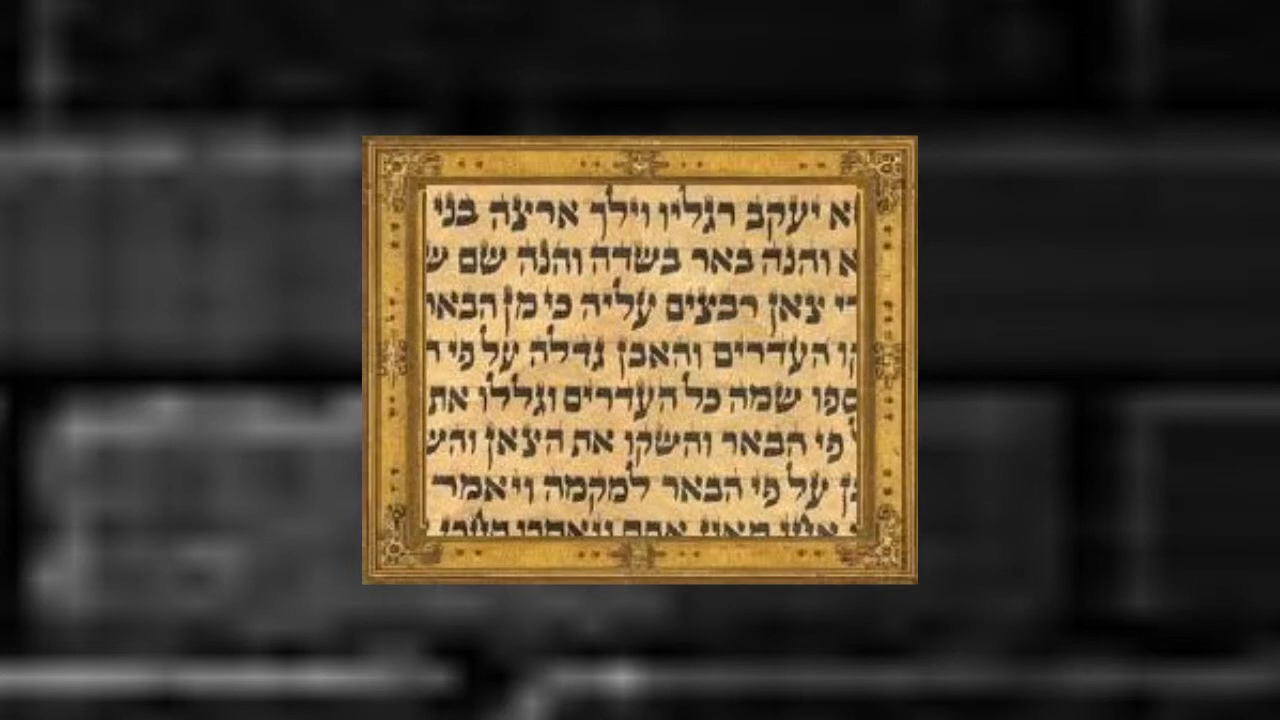 יעקב רגליו וילך ארצה בני
והנה באר בשדה והנה שם
צאן רבצים עליה כי מן הבאר
העדרים והאבן גדלה על פי
שמה כל העדרים וגללו את
פי הבאר והשקו את הצאן
על פי הבאר למקמה ויאמר